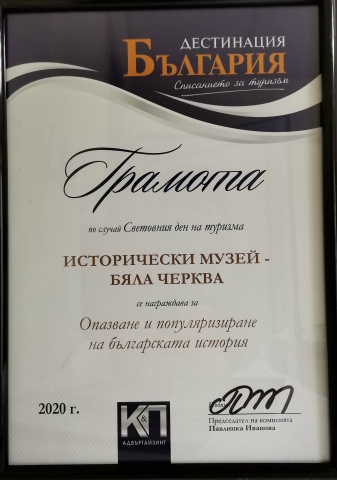 ДЕСТИНАЦИЯ
БЪЛГАРИЯ
Списанието за туризъм
Грамота
по случай Световния ден на туризма
ИСТОРИЧЕСКИ МУЗЕЙ -
БЯЛА ЧЕРКВА
се награждава за
Опазване и популяризиране
на българската история
2020 г.
К&П
АДВЪРТАЙЗИНГ
Председател на комисията
Павлинка Иванова